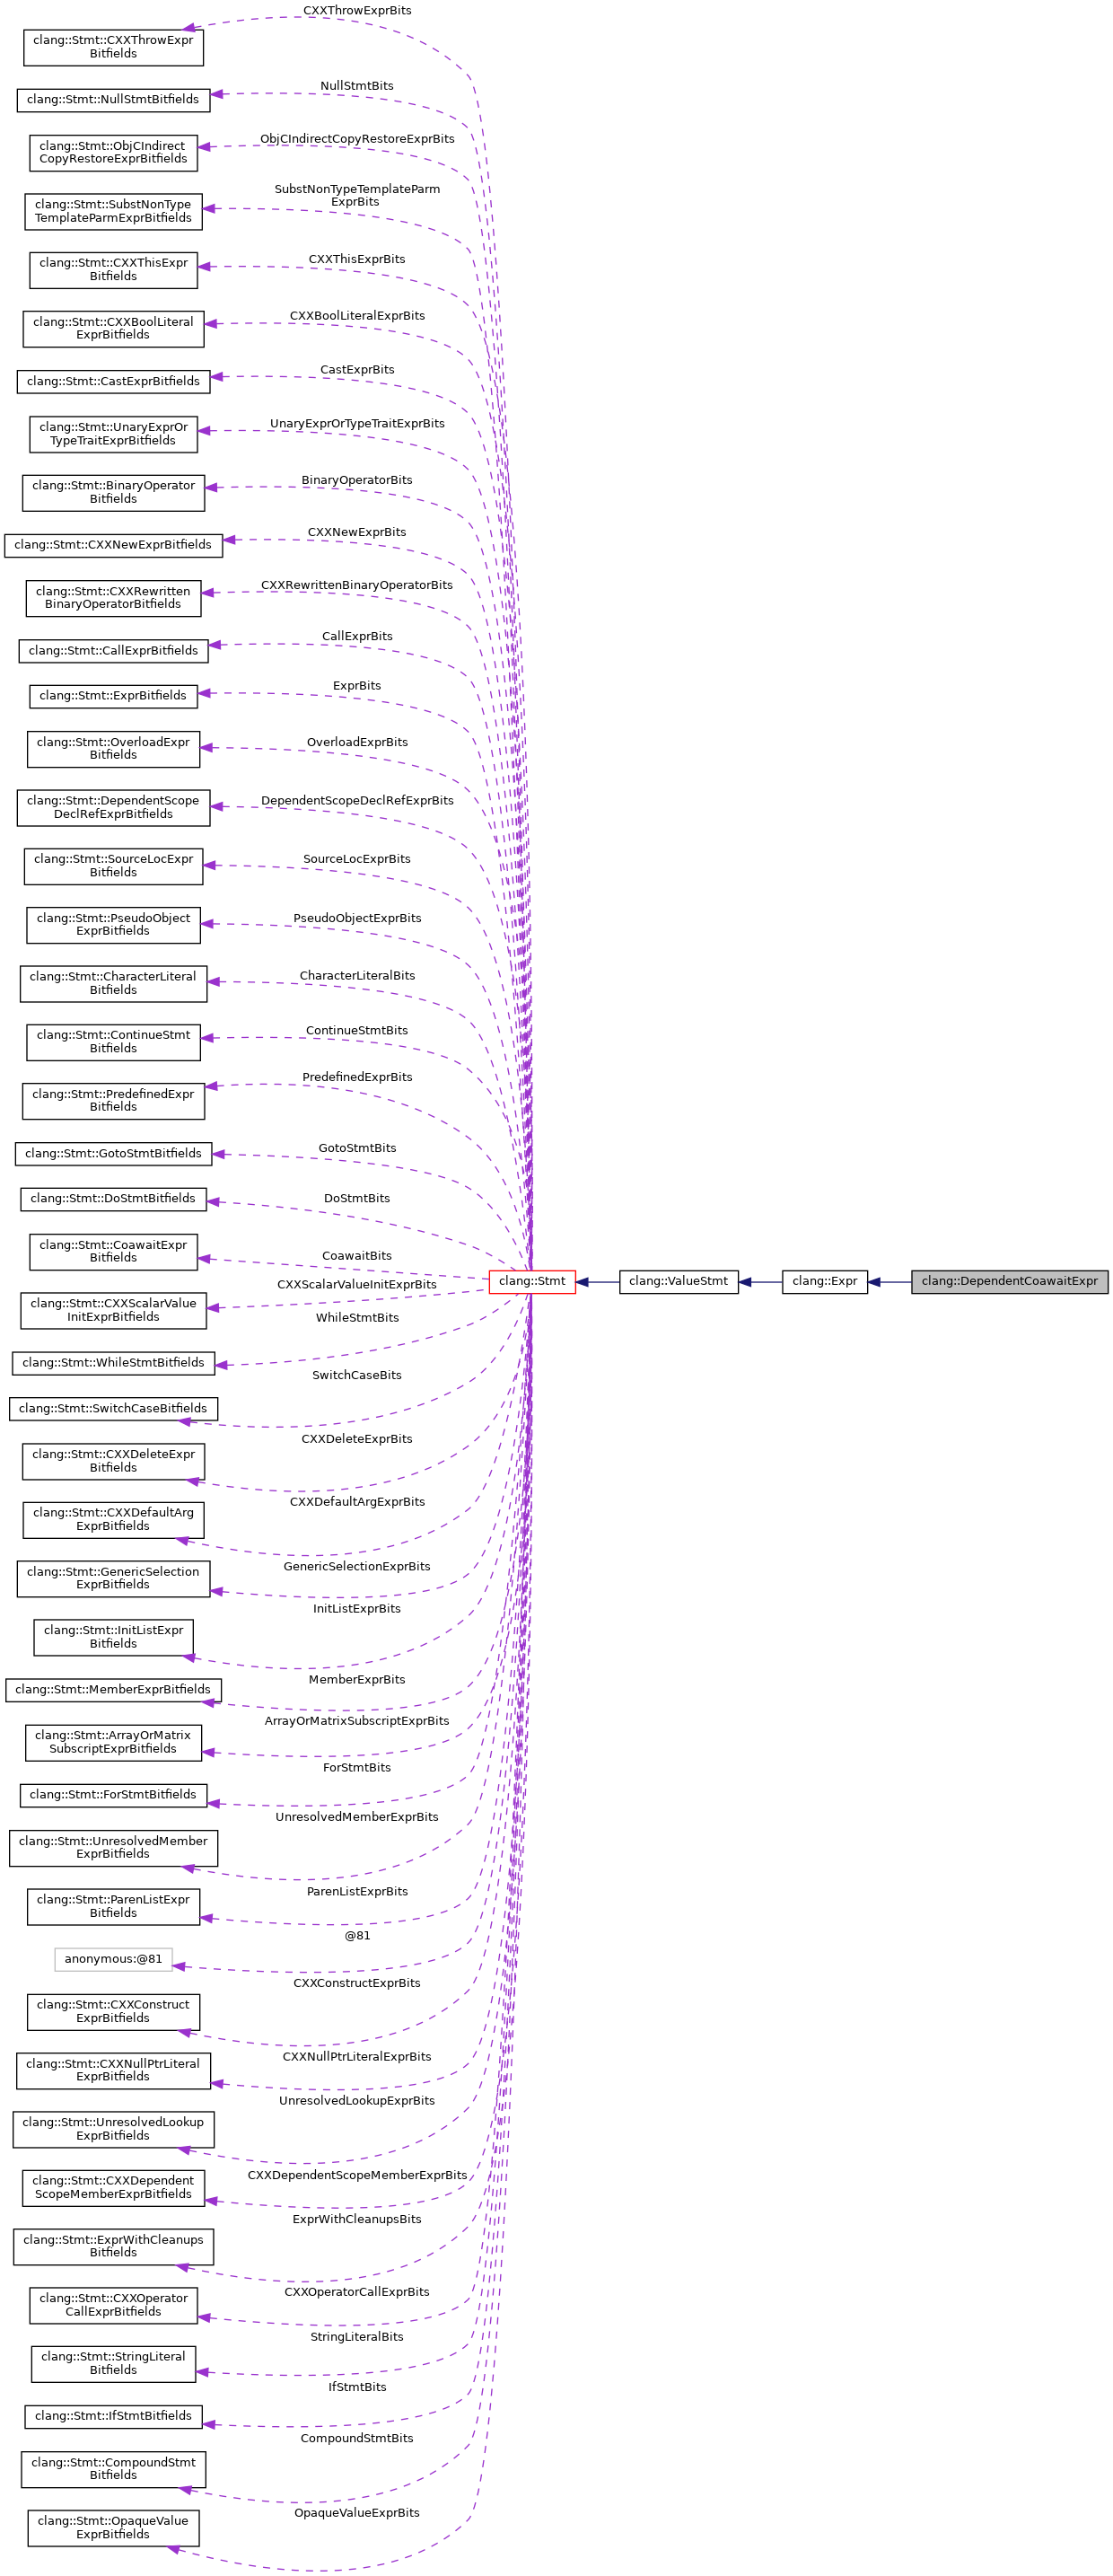 CXXThrowExprBits
clang::Stmt::CXXThrowExpr
Bitfields
NullStmtBits
clang::Stmt::NullStmtBitfields
ObjCIndirectCopyRestoreExprBits
clang::Stmt::ObjCIndirect
CopyRestoreExprBitfields
SubstNonTypeTemplateParm
ExprBits
clang::Stmt::SubstNonType
TemplateParmExprBitfields
CXXThisExprBits
clang::Stmt::CXXThisExpr
Bitfields
CXXBoolLiteralExprBits
clang::Stmt::CXXBoolLiteral
ExprBitfields
CastExprBits
clang::Stmt::CastExprBitfields
UnaryExprOrTypeTraitExprBits
clang::Stmt::UnaryExprOr
TypeTraitExprBitfields
BinaryOperatorBits
clang::Stmt::BinaryOperator
Bitfields
CXXNewExprBits
clang::Stmt::CXXNewExprBitfields
CXXRewrittenBinaryOperatorBits
clang::Stmt::CXXRewritten
BinaryOperatorBitfields
CallExprBits
clang::Stmt::CallExprBitfields
ExprBits
clang::Stmt::ExprBitfields
OverloadExprBits
clang::Stmt::OverloadExpr
Bitfields
DependentScopeDeclRefExprBits
clang::Stmt::DependentScope
DeclRefExprBitfields
SourceLocExprBits
clang::Stmt::SourceLocExpr
Bitfields
PseudoObjectExprBits
clang::Stmt::PseudoObject
ExprBitfields
CharacterLiteralBits
clang::Stmt::CharacterLiteral
Bitfields
ContinueStmtBits
clang::Stmt::ContinueStmt
Bitfields
PredefinedExprBits
clang::Stmt::PredefinedExpr
Bitfields
GotoStmtBits
clang::Stmt::GotoStmtBitfields
DoStmtBits
clang::Stmt::DoStmtBitfields
CoawaitBits
clang::Stmt::CoawaitExpr
Bitfields
clang::Stmt
clang::ValueStmt
clang::Expr
clang::DependentCoawaitExpr
CXXScalarValueInitExprBits
clang::Stmt::CXXScalarValue
InitExprBitfields
WhileStmtBits
clang::Stmt::WhileStmtBitfields
SwitchCaseBits
clang::Stmt::SwitchCaseBitfields
CXXDeleteExprBits
clang::Stmt::CXXDeleteExpr
Bitfields
CXXDefaultArgExprBits
clang::Stmt::CXXDefaultArg
ExprBitfields
GenericSelectionExprBits
clang::Stmt::GenericSelection
ExprBitfields
InitListExprBits
clang::Stmt::InitListExpr
Bitfields
MemberExprBits
clang::Stmt::MemberExprBitfields
ArrayOrMatrixSubscriptExprBits
clang::Stmt::ArrayOrMatrix
SubscriptExprBitfields
ForStmtBits
clang::Stmt::ForStmtBitfields
UnresolvedMemberExprBits
clang::Stmt::UnresolvedMember
ExprBitfields
ParenListExprBits
clang::Stmt::ParenListExpr
Bitfields
@81
anonymous:@81
CXXConstructExprBits
clang::Stmt::CXXConstruct
ExprBitfields
CXXNullPtrLiteralExprBits
clang::Stmt::CXXNullPtrLiteral
ExprBitfields
UnresolvedLookupExprBits
clang::Stmt::UnresolvedLookup
ExprBitfields
CXXDependentScopeMemberExprBits
clang::Stmt::CXXDependent
ScopeMemberExprBitfields
ExprWithCleanupsBits
clang::Stmt::ExprWithCleanups
Bitfields
CXXOperatorCallExprBits
clang::Stmt::CXXOperator
CallExprBitfields
StringLiteralBits
clang::Stmt::StringLiteral
Bitfields
IfStmtBits
clang::Stmt::IfStmtBitfields
CompoundStmtBits
clang::Stmt::CompoundStmt
Bitfields
OpaqueValueExprBits
clang::Stmt::OpaqueValue
ExprBitfields